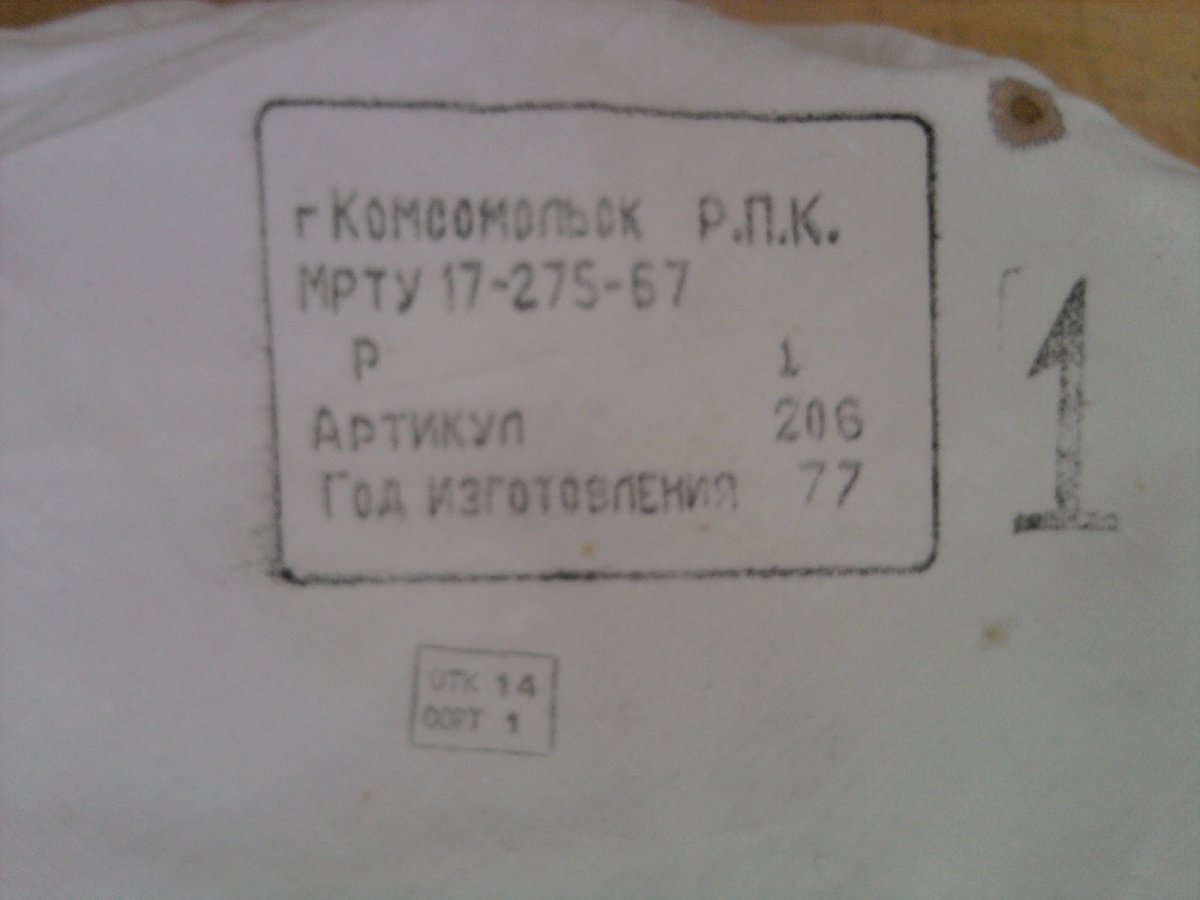 г Комсомольск Р.П.К.
МРТУ 17-275-67
Р 1
Артикул 206
Год изготовления 77
1
ОТК 14
СОРТ 1